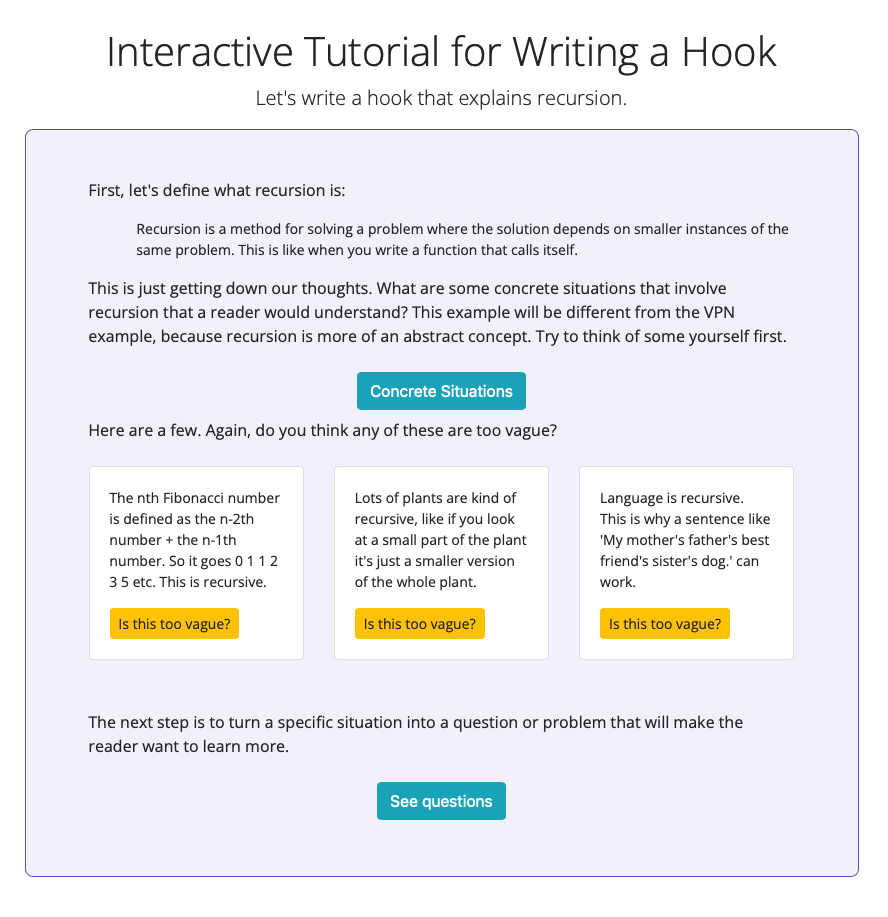 Interactive Tutorial for Writing a Hook
Let's write a hook that explains recursion.
First, let's define what recursion is:
Recursion is a method for solving a problem where the solution depends on smaller instances of the
same problem. This is like when you write a function that calls itself.
This is just getting down our thoughts. What are some concrete situations that involve
recursion that a reader would understand? This example will be different from the VPN
example, because recursion is more of an abstract concept. Try to think of some yourself first.
Concrete Situations
Here are a few. Again, do you think any of these are too vague?
The nth Fibonacci number
is defined as the n-2th
number + the n-1th
number. So it goes 0 1 1 2
3 5 etc. This is recursive.
Is this too vague?
Lots of plants are kind of
recursive, like if you look
at a small part of the plant
it's just a smaller version
of the whole plant.
Is this too vague?
Language is recursive.
This is why a sentence like
'My mother's father's best
friend's sister's dog.' can
work.
Is this too vague?
The next step is to turn a specific situation into a question or problem that will make the
reader want to learn more.
See questions